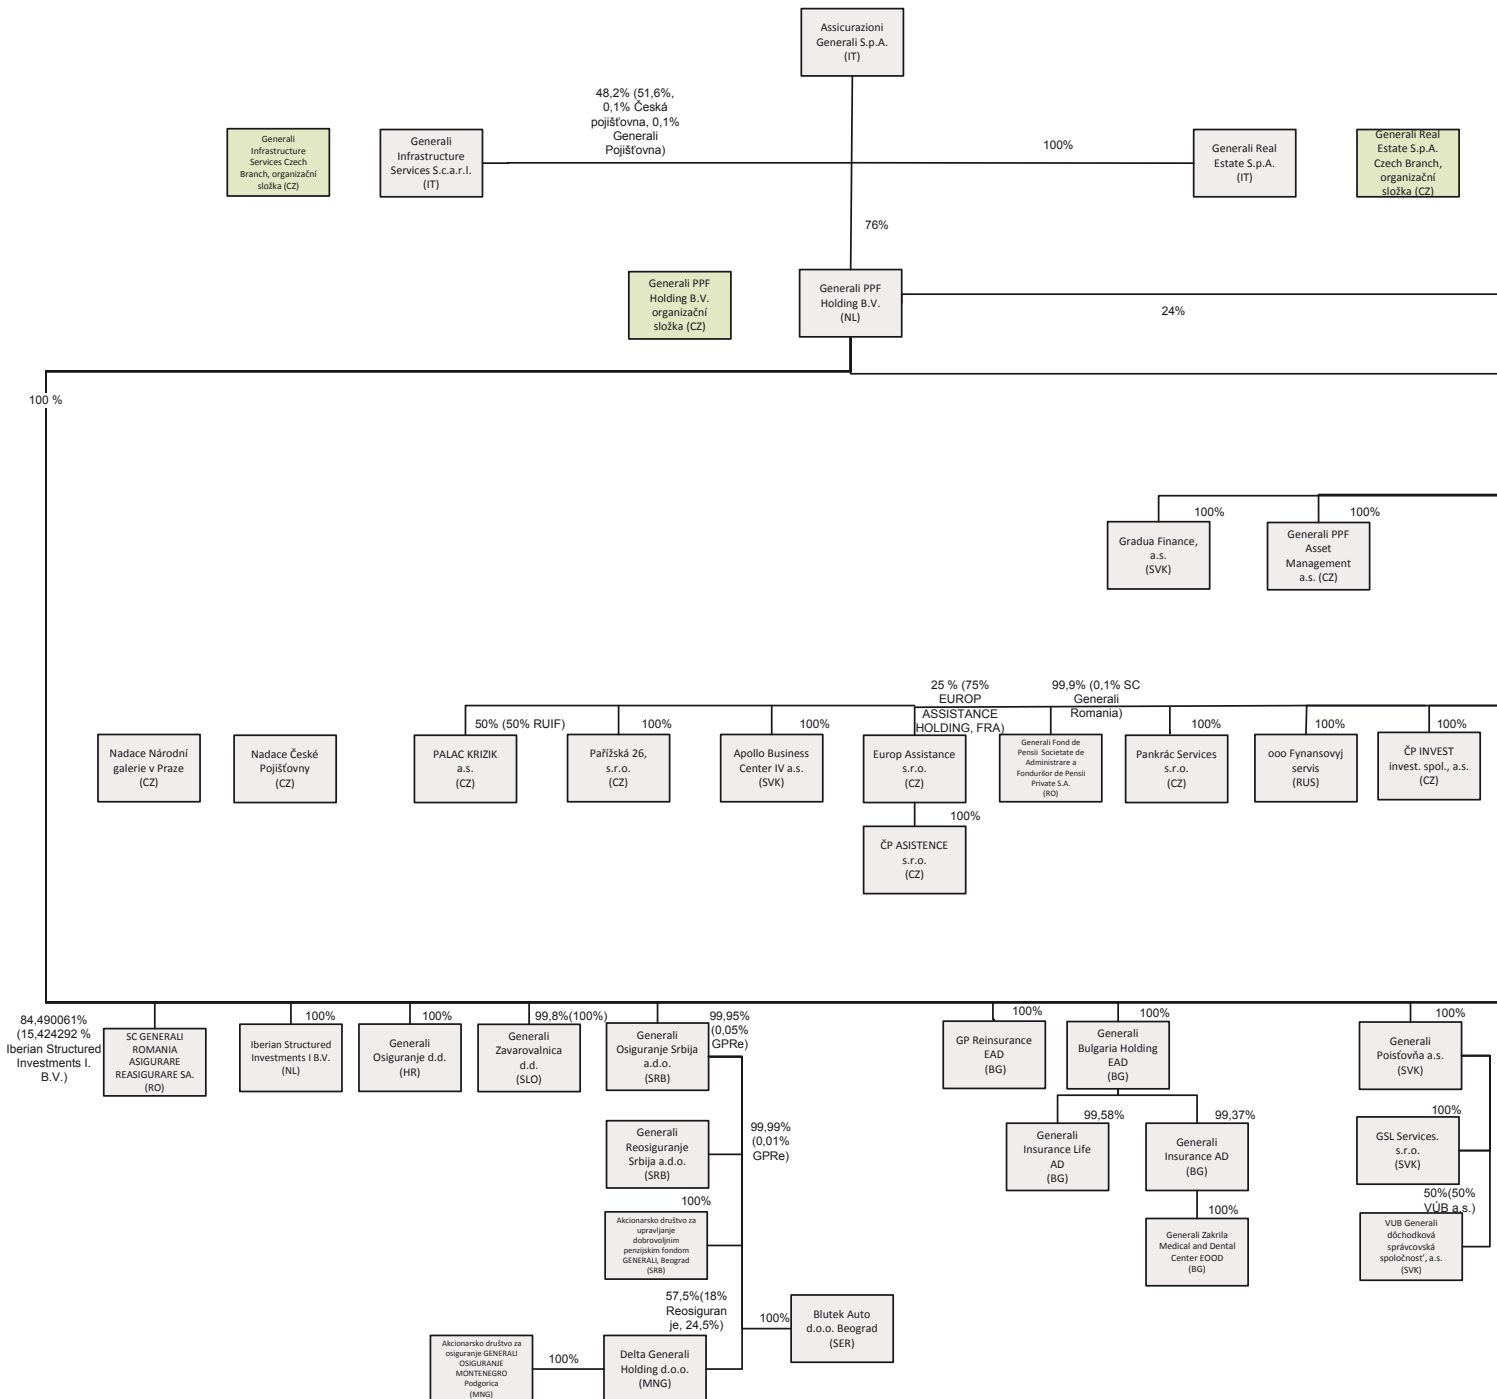 Assicurazioni
Generali S.p.A.
(IT)
48,2% (51,6%,
0,1% Česká
pojišťovna, 0,1%
Generali
Pojišťovna)
100%
Generali
Infrastructure
Services Czech
Branch, organizační
složka (CZ)
Generali
Infrastructure
Services S.c.a.r.l.
(IT)
Generali Real
Estate S.p.A.
(IT)
Generali Real
Estate S.p.A.
Czech Branch,
organizační
složka (CZ)
76%
Generali PPF
Holding B.V.
organizační
složka (CZ)
Generali PPF
Holding B.V.
(NL)
24%
100 %
100%
100%
Gradua Finance,
a.s.
(SVK)
Generali PPF
Asset
Management
a.s. (CZ)
50% (50% RUIF)
100%
100%
25 % (75%
EUROP
ASSISTANCE
HOLDING, FRA)
99,9% (0,1% SC
Generali
Romania)
100%
100%
100%
Nadace Národní
galerie v Praze
(CZ)
Nadace České
Pojišťovny
(CZ)
PALAC KRIZIK
a.s.
(CZ)
Pařížská 26,
s.r.o.
(CZ)
Apollo Business
Center IV a.s.
(SVK)
Europ Assistance
s.r.o.
(CZ)
Generali Fond de
Pensii Societate de
Administrare a
Fondurilor de Pensii
Private S.A.
(RO)
Pankrác Services
s.r.o.
(CZ)
ooo Fynansovyj
servis
(RUS)
ČP INVEST
invest. spol., a.s.
(CZ)
100%
ČP ASISTENCE
s.r.o.
(CZ)
84,490061%
(15,424292 %
Iberian Structured
Investments I.
B.V.)
SC GENERALI
ROMANIA
ASIGURARE
REASIGURARE SA.
(RO)
100%
Iberian Structured
Investments I B.V.
(NL)
100%
Generali
Osiguranje d.d.
(HR)
99,8%(100%)
Generali
Zavarovalnica
d.d.
(SLO)
Generali
Osiguranje Srbija
a.d.o.
(SRB)
99,95%
(0,05%
GPRe)
100%
GP Reinsurance
EAD
(BG)
100%
Generali
Bulgaria Holding
EAD
(BG)
100%
Generali
Poisťovňa a.s.
(SVK)
Generali
Reosiguranje
Srbija a.d.o.
(SRB)
99,99%
(0,01%
GPRe)
99,58%
Generali
Insurance Life
AD
(BG)
99,37%
Generali
Insurance AD
(BG)
100%
GSL Services.
s.r.o.
(SVK)
100%
Akcionarsko društvo za
upravljanje
dobrovoljnim
penzijskim fondom
GENERALI, Beograd
(SRB)
100%
Generali Zakrila
Medical and Dental
Center EOOD
(BG)
50%(50%
VÚB a.s.)
VUB Generali
dôchodková
správcovská
spoločnosť, a.s.
(SVK)
57,5%(18%
Reosiguran
je, 24,5%)
100%
Blutek Auto
d.o.o. Beograd
(SER)
Akcionarsko društvo za
osiguranje GENERALI
OSIGURANJE
MONTENEGRO
Podgorica
(MNG)
100%
Delta Generali
Holding d.o.o.
(MNG)